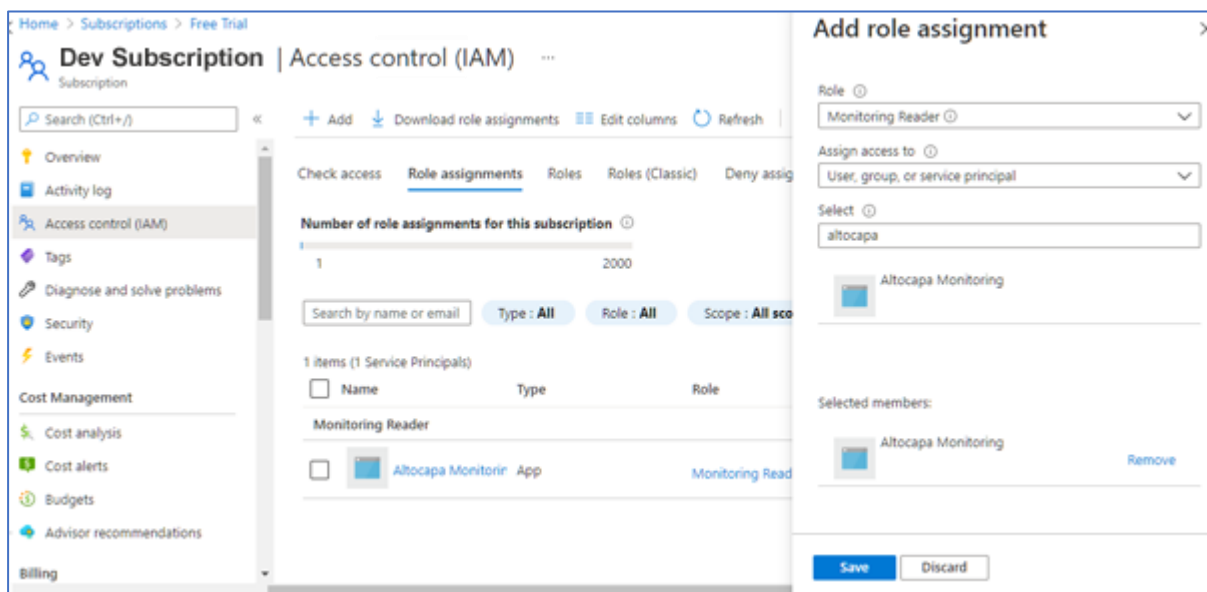 Home > Subscriptions > Free Trial
Dev Subscription | Access control (IAM) ...
Subscription
Search (Ctrl+/)
«
Overview
Activity log
Access control (IAM)
Tags
Diagnose and solve problems
Security
Events
Cost Management
Cost analysis
Cost alerts
Budgets
Advisor recommendations
Billing
+ Add Download role assignments Edit columns Refresh
Check access Role assignments Roles Roles (Classic) Deny assig
Number of role assignments for this subscription
1 2000
Search by name or email Type : All Role : All Scope : All sco
1 items (1 Service Principals)
Name Type Role
Monitoring Reader
Altocapa Monitorir App Monitoring Read
Add role assignment
Role
Monitoring Reader
Assign access to
User, group, or service principal
Select
altocapa
Altocapa Monitoring
Selected members:
Altocapa Monitoring
Remove
Save Discard